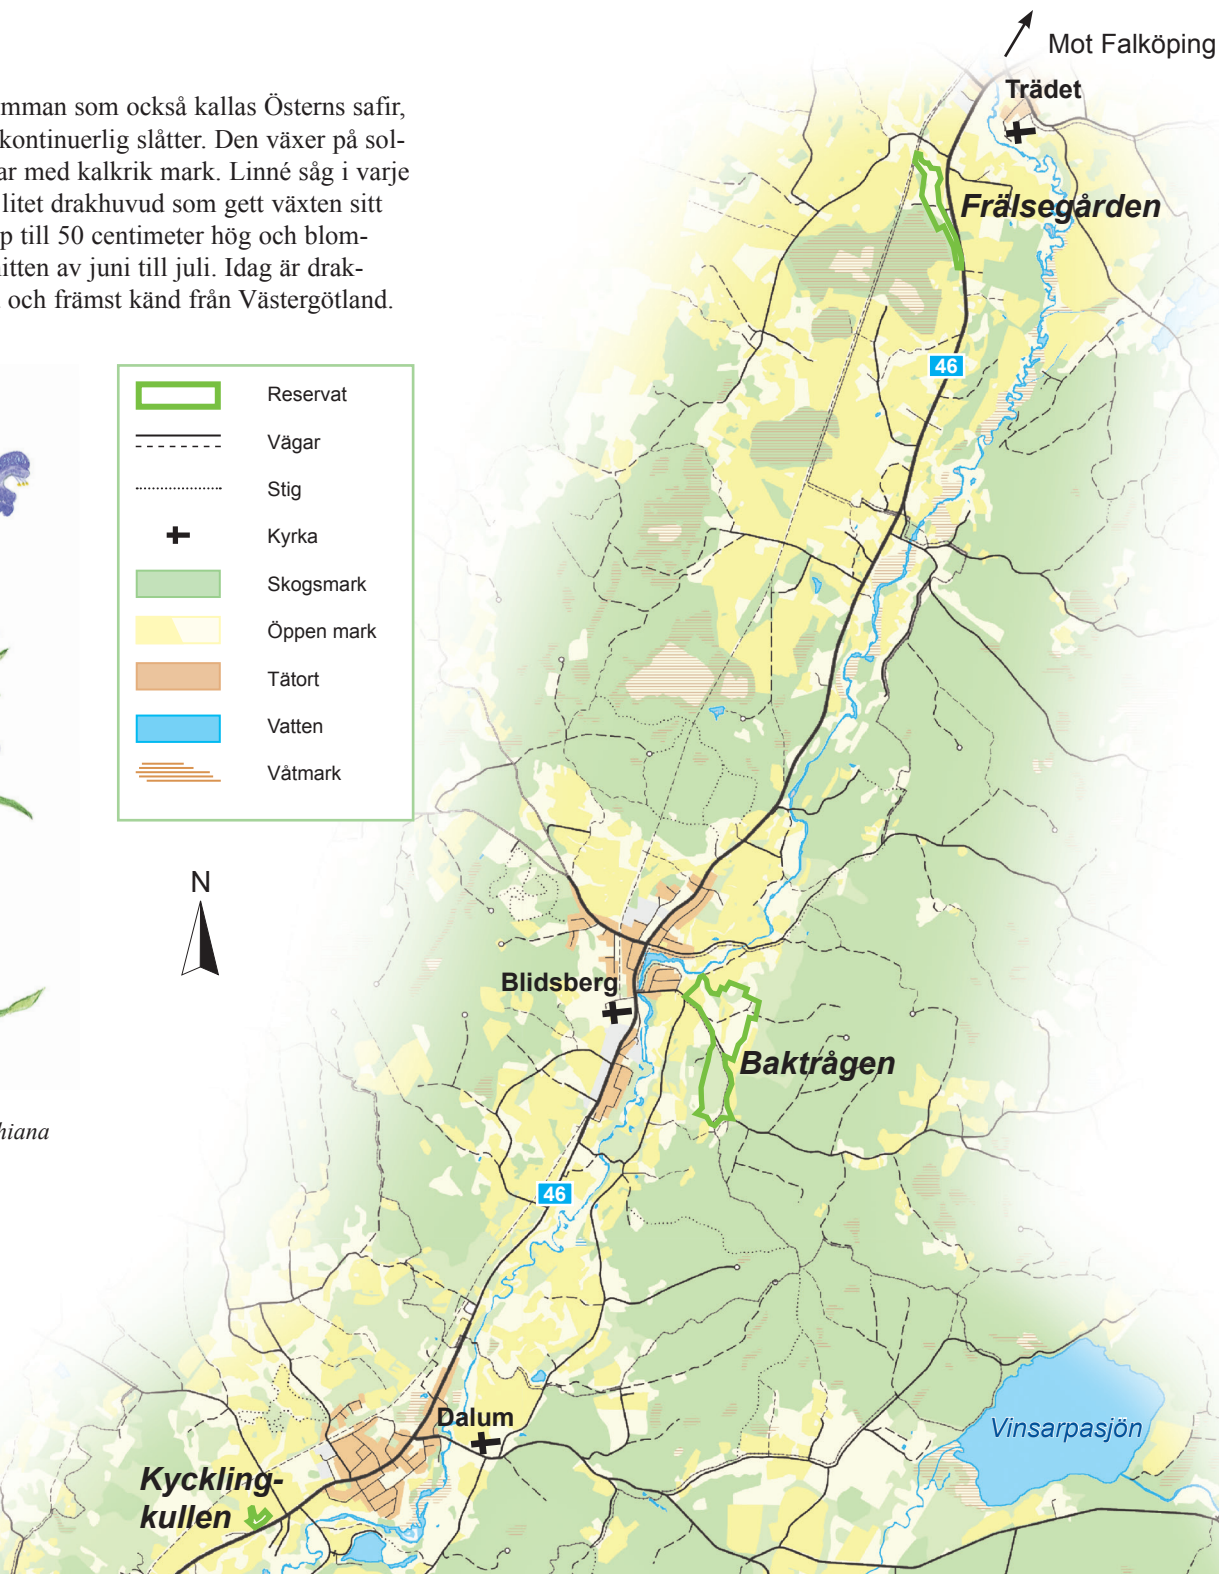 Mot Falköping
Trädet
mman som också kallas Österns safir,
kontinuerlig slåtter. Den växer på sol-
ar med kalkrik mark. Linné såg i varje
litet drakhuvud som gett växten sitt
p till 50 centimeter hög och blom-
nitten av juni till juli. Idag är drak-
och främst känd från Västergötland.
Frälsegården
46
Reservat
Vägar
Stig
Kyrka
Skogsmark
Öppen mark
Tätort
Vatten
Våtmark
N
Blidsberg
Baktrågen
hiana
46
Dalum
Vinsarpasjön
Kyckling-
kullen